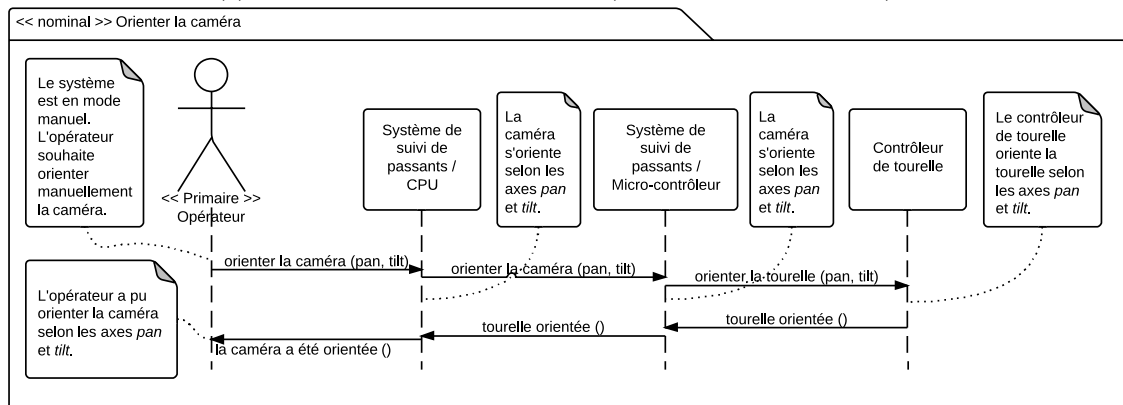 << nominal >> Orienter la caméra
Le système
est en mode
manuel.
L'opérateur
souhaite
orienter
manuellement
la caméra.
<< Primaire >>
Opérateur
Système de
suivi de
passants /
CPU
La
caméra
s'oriente
selon les
axes pan
et tilt.
Système de
suivi de
passants /
Micro-contrôleur
La
caméra
s'oriente
selon les
axes pan
et tilt.
Contrôleur
de tourelle
Le contrôleur
de tourelle
oriente la
tourelle selon
les axes pan
et tilt.
orienter la caméra (pan, tilt)
orienter la caméra (pan, tilt)
orienter la tourelle (pan, tilt)
L'opérateur a pu
orienter la caméra
selon les axes pan
et tilt.
tourelle orientée ()
tourelle orientée ()
la caméra a été orientée ()